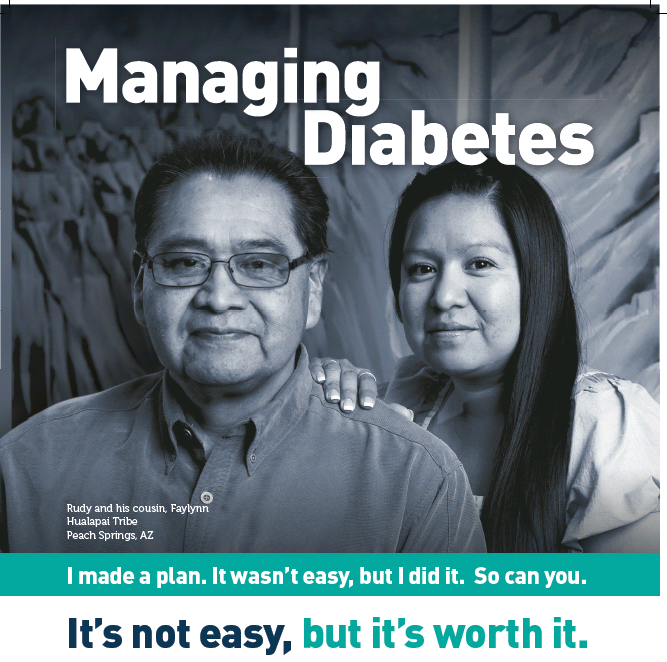 Managing
Diabetes
Rudy and his cousin, Faylynn
Hualapai Tribe
Peach Springs, AZ
I made a plan. It wasn't easy, but I did it.  So can you.
It's not easy, but it's worth it.